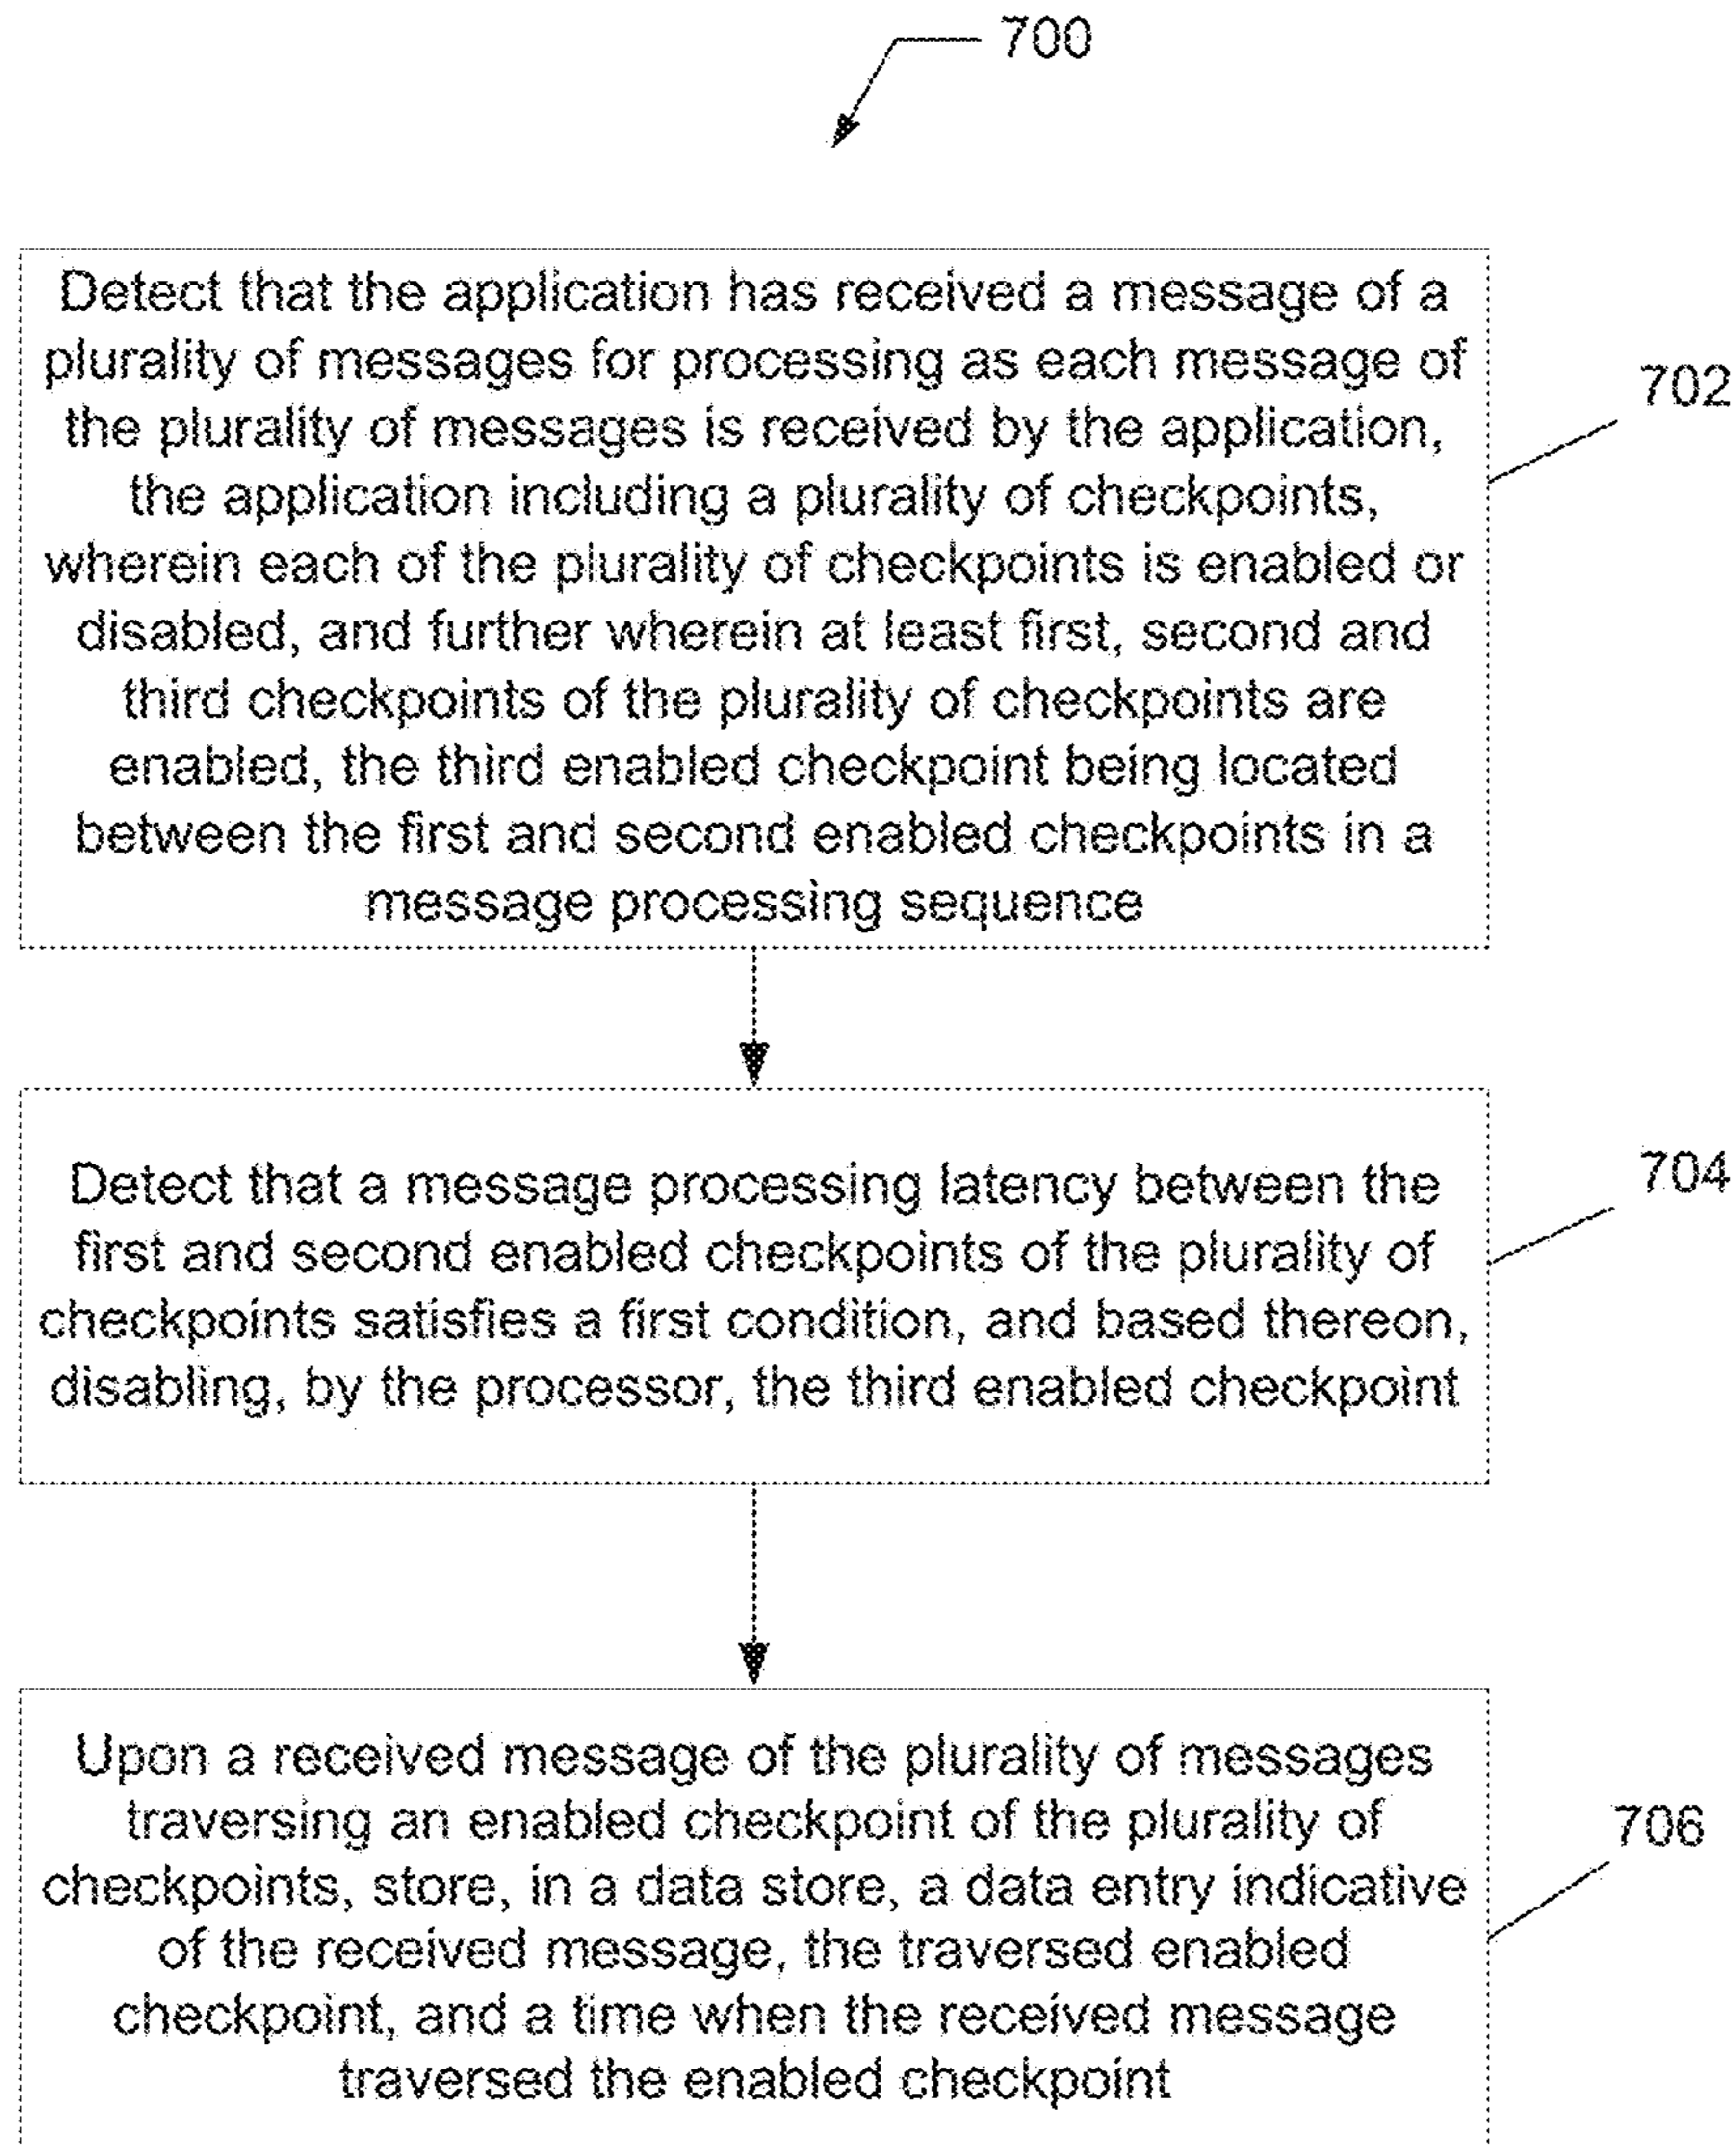 700
Detect that the application has received a message of a
plurality of messages for processing as each message of
the plurality of messages is received by the application,
the application including a plurality of checkpoints,
wherein each of the plurality of checkpoints is enabled or
disabled, and further wherein at least first, second and
third checkpoints of the plurality of checkpoints are
enabled, the third enabled checkpoint being located
between the first and second enabled checkpoints in a
message processing sequence
702
Detect that a message processing latency between the
first and second enabled checkpoints of the plurality of
checkpoints satisfies a first condition, and based thereon,
disabling, by the processor, the third enabled checkpoint
704
Upon a received message of the plurality of messages
traversing an enabled checkpoint of the plurality of
checkpoints, store, in a data store, a data entry indicative
of the received message, the traversed enabled
checkpoint, and a time when the received message
traversed the enabled checkpoint
706